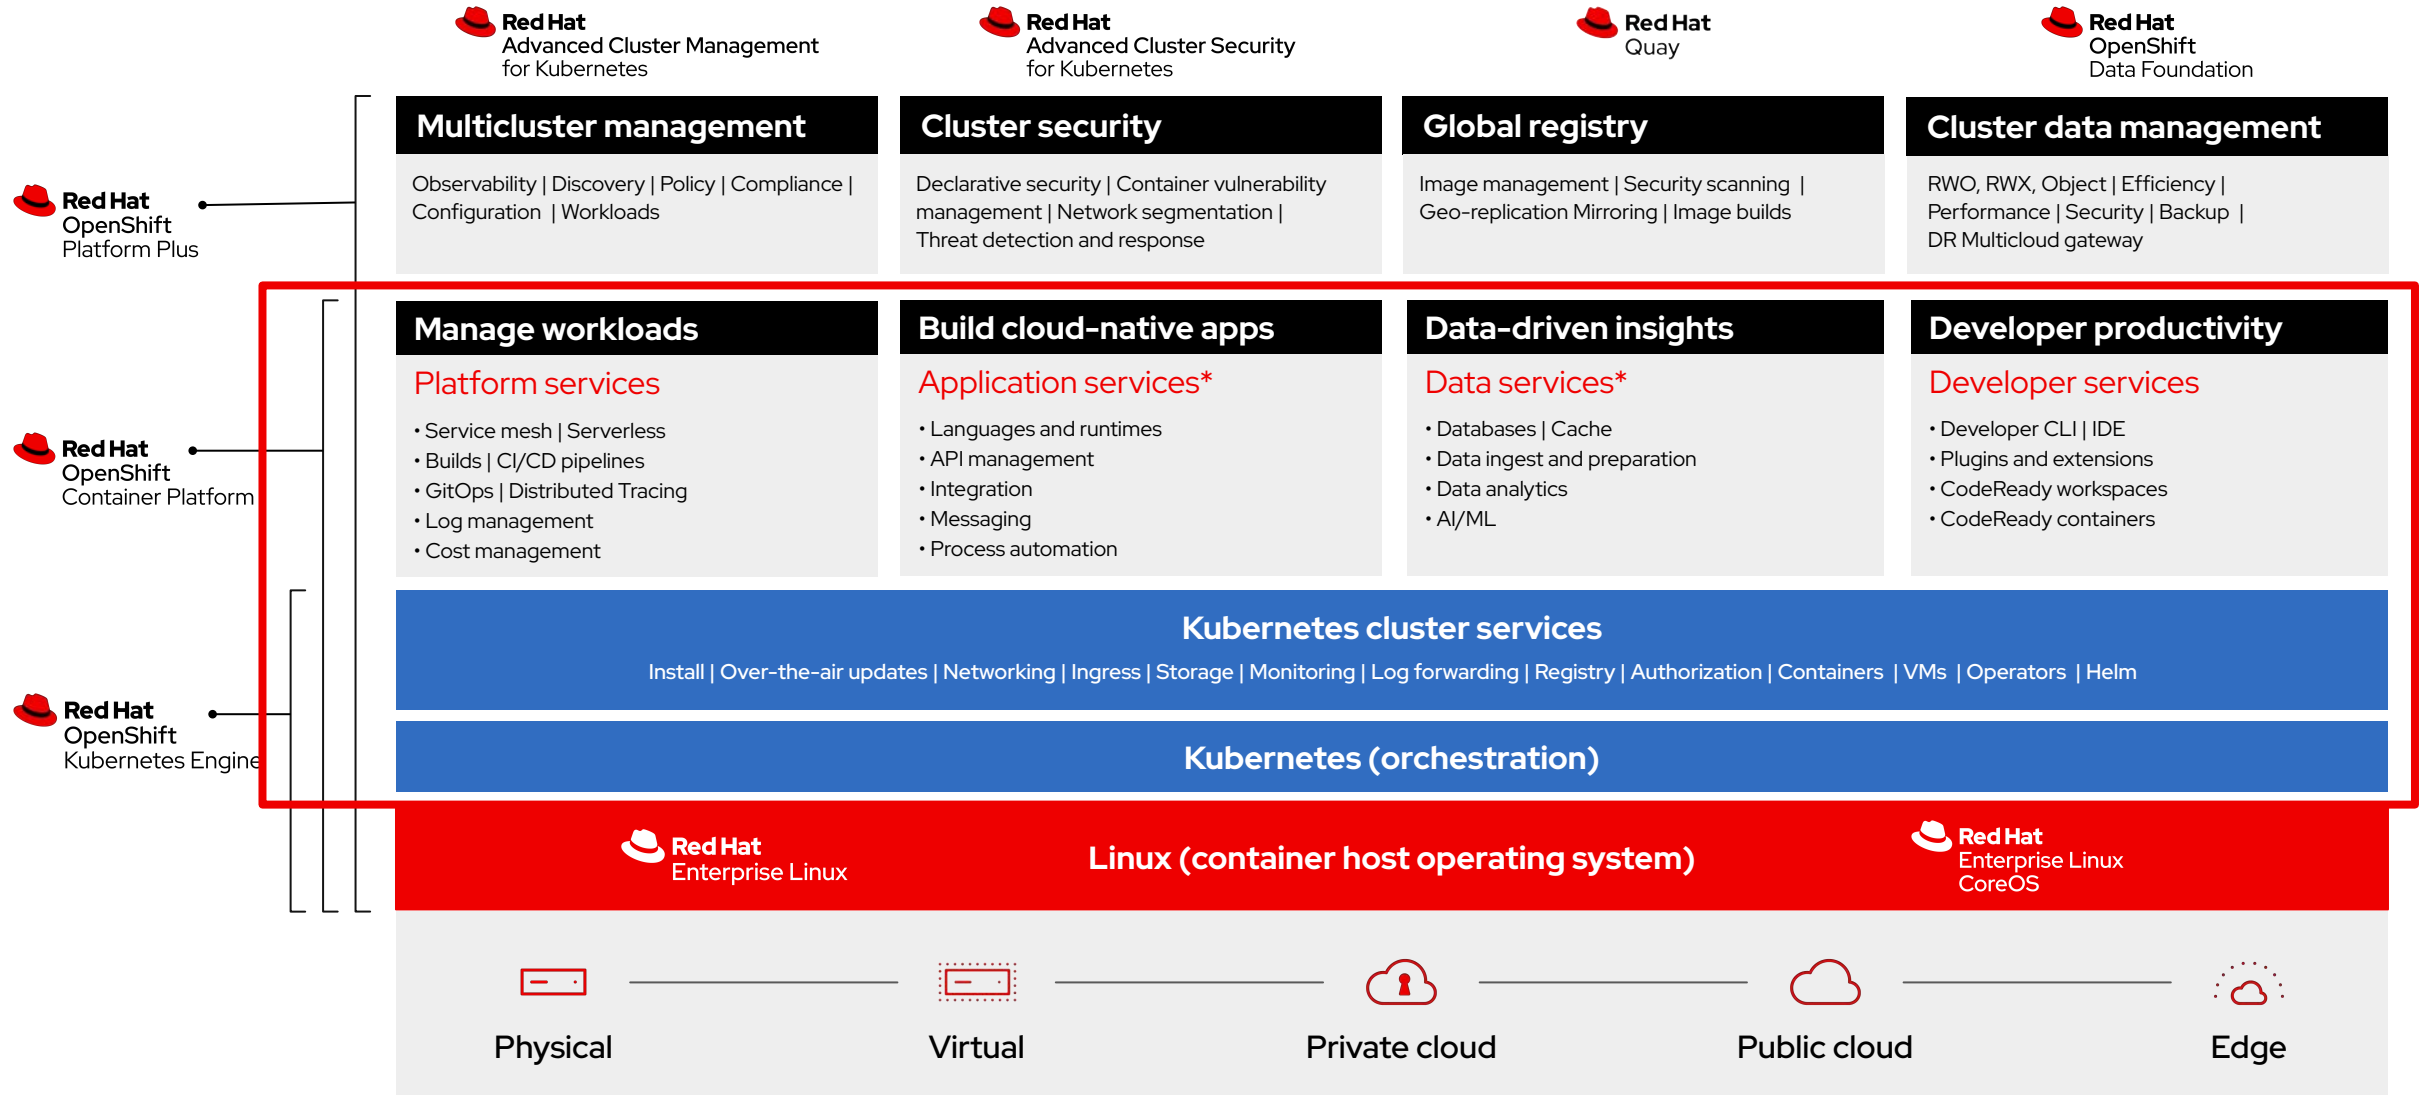 Red Hat
Advanced Cluster Management
for Kubernetes
Red Hat
Advanced Cluster Security
for Kubernetes
Red Hat
Quay
Red Hat
OpenShift
Data Foundation
Red Hat
OpenShift
Platform Plus
Multicluster management
Observability | Discovery | Policy | Compliance |
Configuration | Workloads
Cluster security
Declarative security | Container vulnerability
management | Network segmentation |
Threat detection and response
Global registry
Image management | Security scanning |
Geo-replication Mirroring | Image builds
Cluster data management
RWO, RWX, Object | Efficiency |
Performance | Security | Backup |
DR Multicloud gateway
Red Hat
OpenShift
Container Platform
Manage workloads
Platform services
• Service mesh | Serverless
• Builds | CI/CD pipelines
• GitOps | Distributed Tracing
• Log management
• Cost management
Build cloud-native apps
Application services*
• Languages and runtimes
• API management
• Integration
• Messaging
• Process automation
Data-driven insights
Data services*
• Databases | Cache
• Data ingest and preparation
• Data analytics
• AI/ML
Developer productivity
Developer services
• Developer CLI | IDE
• Plugins and extensions
• CodeReady workspaces
• CodeReady containers
Red Hat
OpenShift
Kubernetes Engine
Kubernetes cluster services
Install | Over-the-air updates | Networking | Ingress | Storage | Monitoring | Log forwarding | Registry | Authorization | Containers | VMs | Operators | Helm
Kubernetes (orchestration)
Red Hat
Enterprise Linux
Linux (container host operating system)
Red Hat
Enterprise Linux
CoreOS
Physical
Virtual
Private cloud
Public cloud
Edge